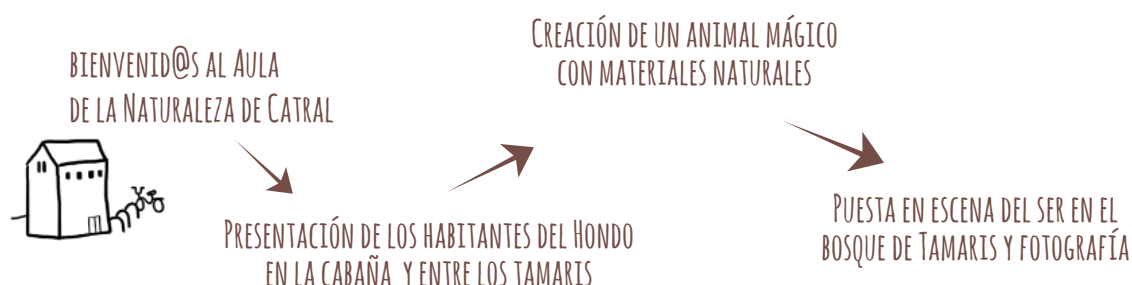 bienvenid@s al Aula
de la Naturaleza de Catral
Presentación de los habitantes del Hondo
en la cabaña y entre los tamaris
Creación de un animal mágico
con materiales naturales
Puesta en escena del ser en el
bosque de Tamaris y fotografía